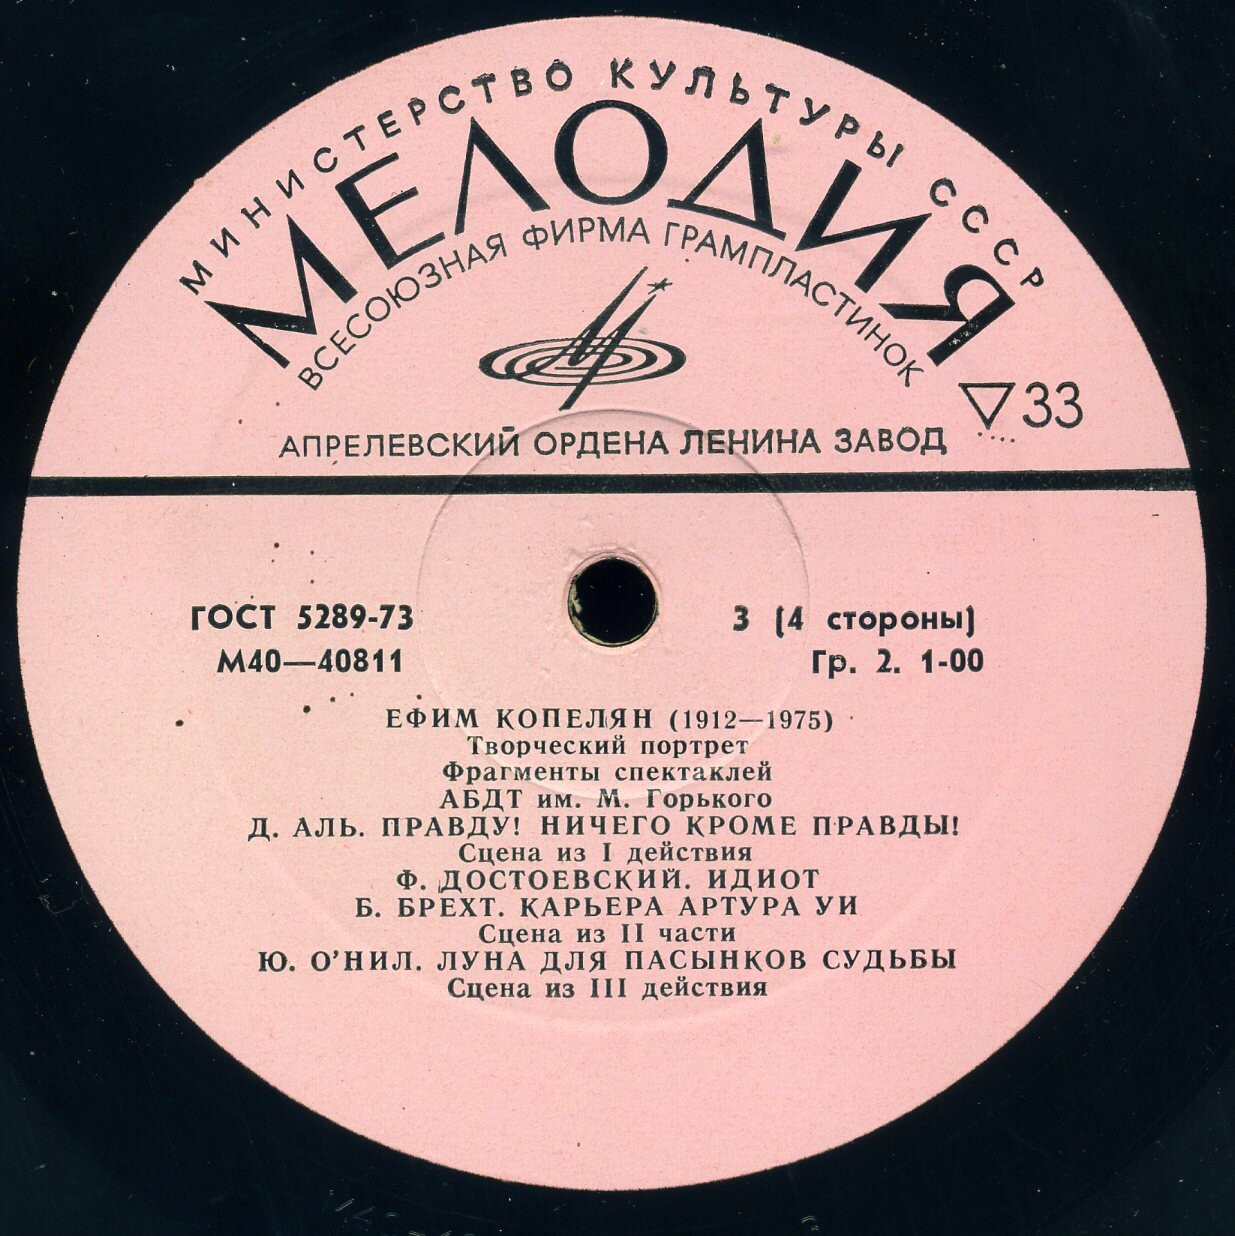 МИНИСТЕРСТВО КУЛЬТУРЫ СССР
МЕЛОДИЯ
ВСЕСОЮЗНАЯ ФИРМА ГРАМПЛАСТИНОК
33
АПРЕЛЕВСКИЙ ОРДЕНА ЛЕНИНА ЗАВОД
ГОСТ 5289-73
3 (4 стороны)
М40—40811
Гр. 2. 1-00
ЕФИМ КОПЕЛЯН (1912—1975)
Творческий портрет
Фрагменты спектаклей
АБДТ им. М. Горького
Д. АЛЬ. ПРАВДУ! НИЧЕГО КРОМЕ ПРАВДЫ!
Сцена из I действия
Ф. ДОСТОЕВСКИЙ. ИДИОТ
Б. БРЕХТ. КАРЬЕРА АРТУРА УИ
Сцена из II части
Ю. О'НИЛ. ЛУНА ДЛЯ ПАСЫНКОВ СУДЬБЫ
Сцена из III действия